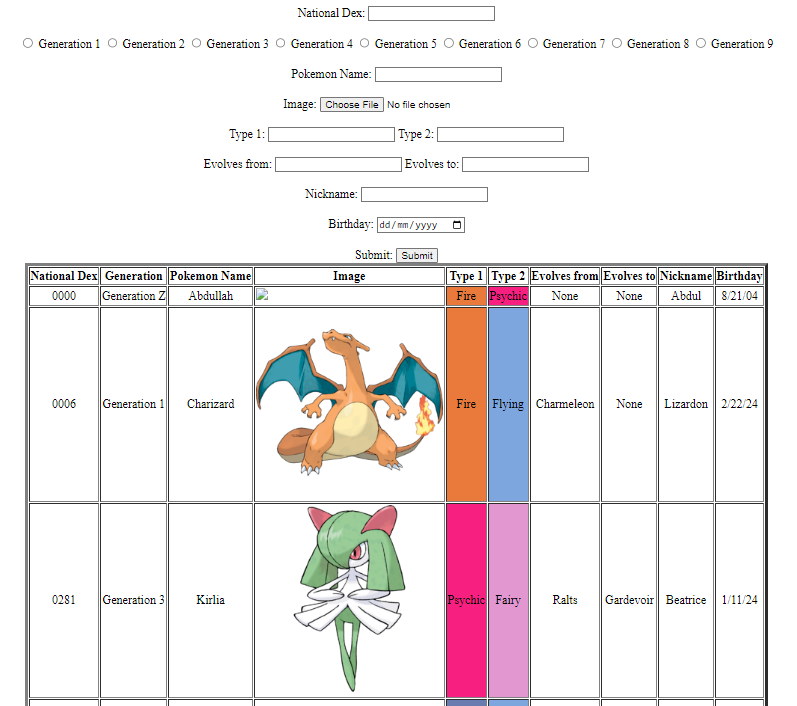 National Dex:
Generation 1 Generation 2 Generation 3 Generation 4 Generation 5 Generation 6 Generation 7 Generation 8 Generation 9
Pokemon Name:
Image: Choose File No file chosen
Type 1: Type 2:
Evolves from: Evolves to:
Nickname:
Birthday: dd/mm/yyyy
Submit: Submit
National Dex Generation Pokemon Name Image Type 1 Type 2 Evolves from Evolves to Nickname Birthday
0000 Generation Z Abdullah Fire Psychic None None Abdul 8/21/04
0006 Generation 1 Charizard Fire Flying Charmeleon None Lizardon 2/22/24
0281 Generation 3 Kirlia Psychic Fairy Ralts Gardevoir Beatrice 1/11/24